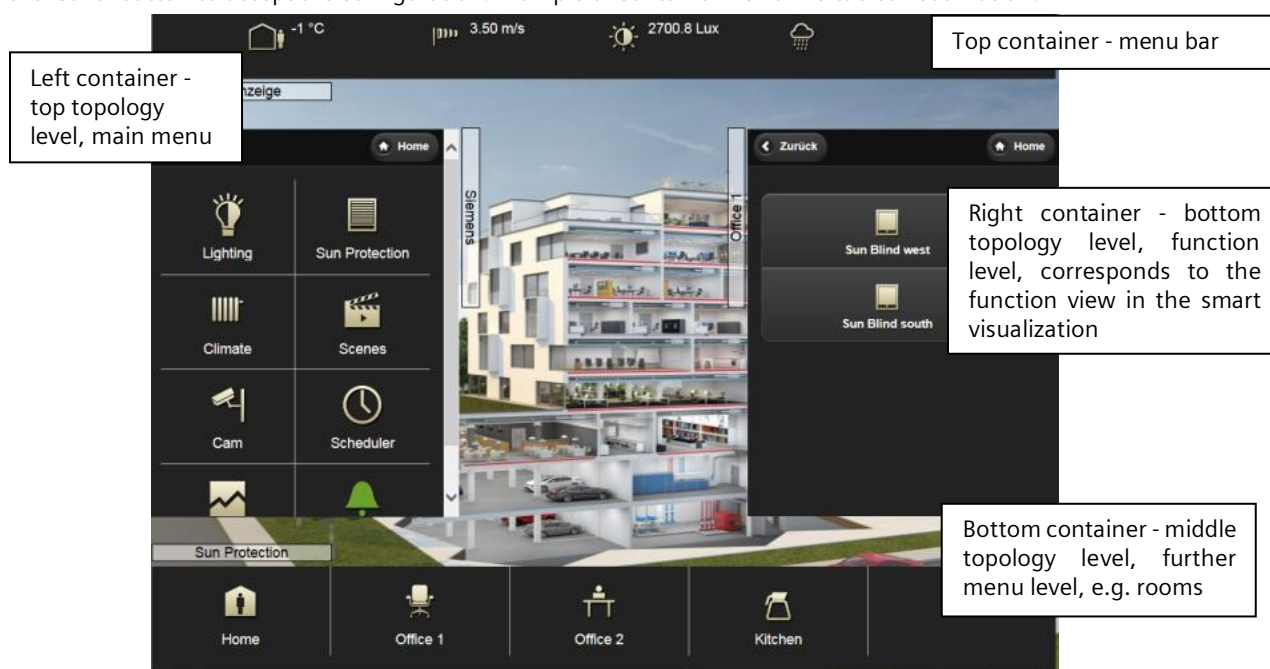 -1 °C
3.50 m/s
2700.8 Lux
Top container - menu bar
Left container -
top topology
level, main menu
nzeige
Home
Siemens
Lighting
Sun Protection
Climate
Scenes
Cam
Scheduler
Office 1
Zurück
Home
Sun Blind west
Sun Blind south
Right container - bottom
topology level, function
level, corresponds to the
function view in the smart
visualization
Bottom container - middle
topology level, further
menu level, e.g. rooms
Sun Protection
Home
Office 1
Office 2
Kitchen